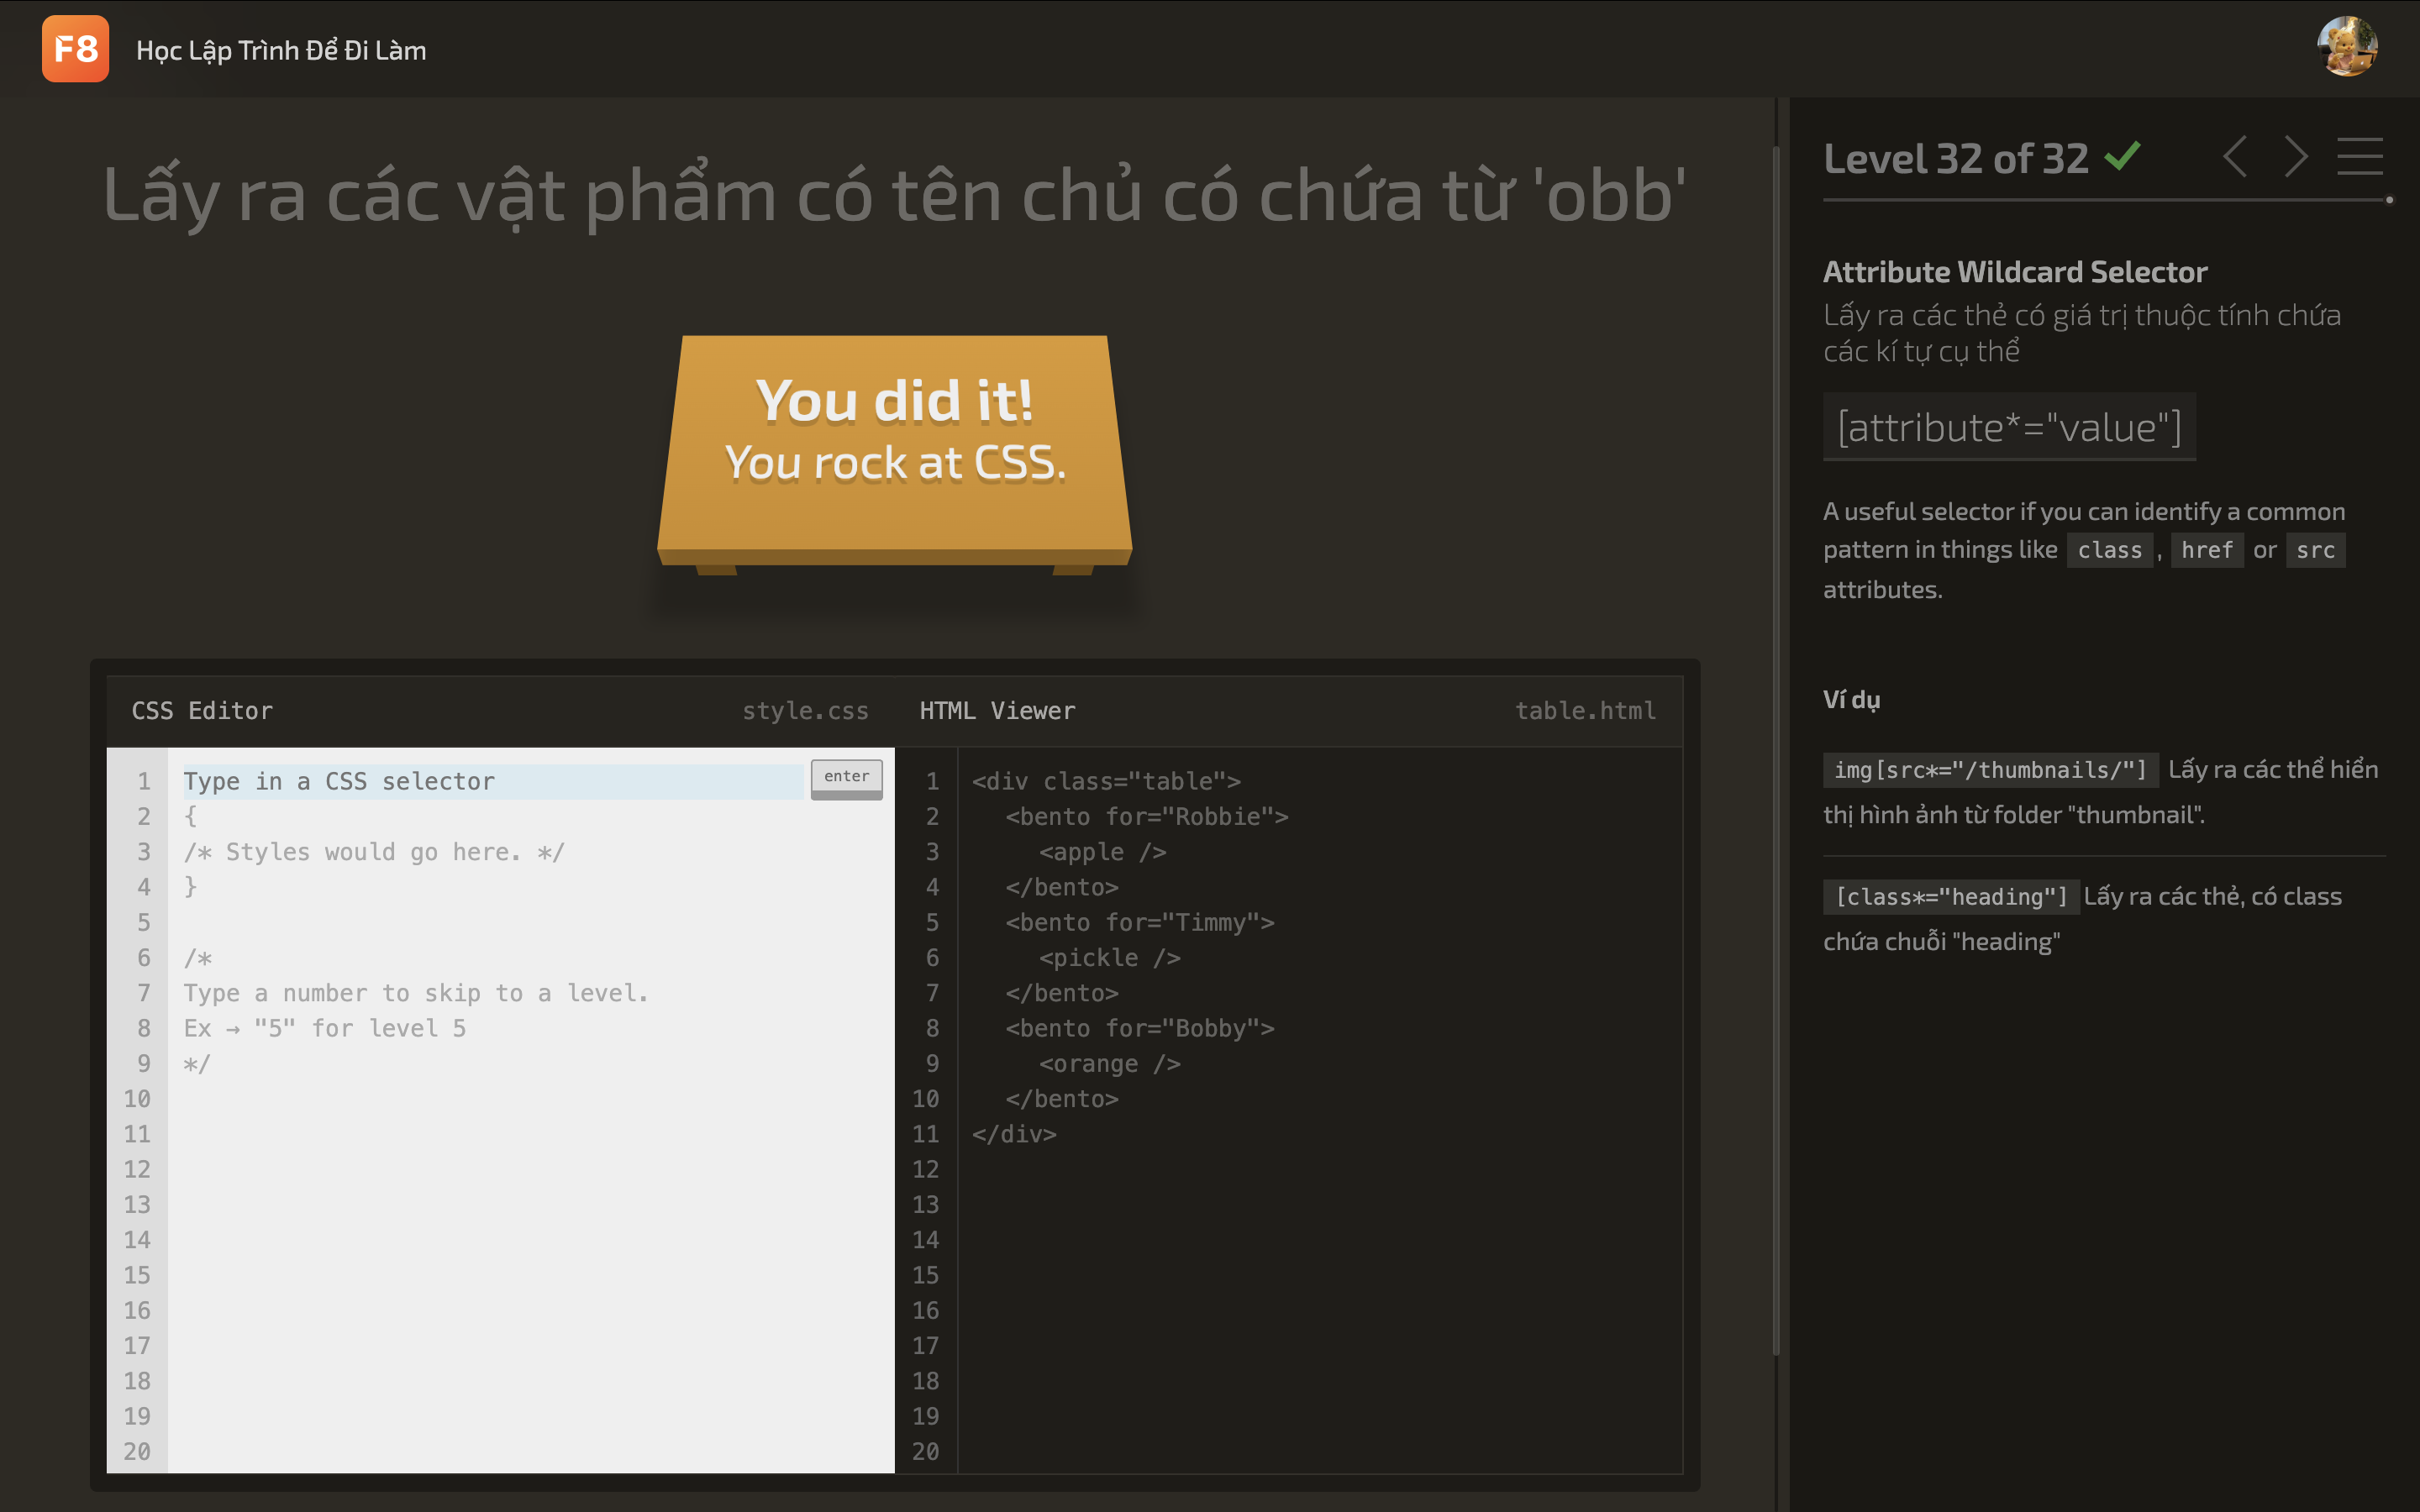 F8 Học Lập Trình Để Đi Làm
Lấy ra các vật phẩm có tên chủ có chứa từ 'obb'
You did it!
You rock at CSS.
CSS Editor style.css
1 Type in a CSS selector enter
2 {
3 /* Styles would go here. */
4 }
5
6 /*
7 Type a number to skip to a level.
8 Ex → "5" for level 5
9 */
10
11
12
13
14
15
16
17
18
19
20
HTML Viewer table.html
1 <div class="table">
2 <bento for="Robbie">
3 <apple />
4 </bento>
5 <bento for="Timmy">
6 <pickle />
7 </bento>
8 <bento for="Bobby">
9 <orange />
10 </bento>
11 </div>
12
13
14
15
16
17
18
19
20
Level 32 of 32
Attribute Wildcard Selector
Lấy ra các thẻ có giá trị thuộc tính chứa
các kí tự cụ thể
[attribute*="value"]
A useful selector if you can identify a common
pattern in things like class , href or src
attributes.
Ví dụ
img[src*="/thumbnails/"] Lấy ra các thể hiển
thị hình ảnh từ folder "thumbnail".
[class*="heading"] Lấy ra các thẻ, có class
chứa chuỗi "heading"